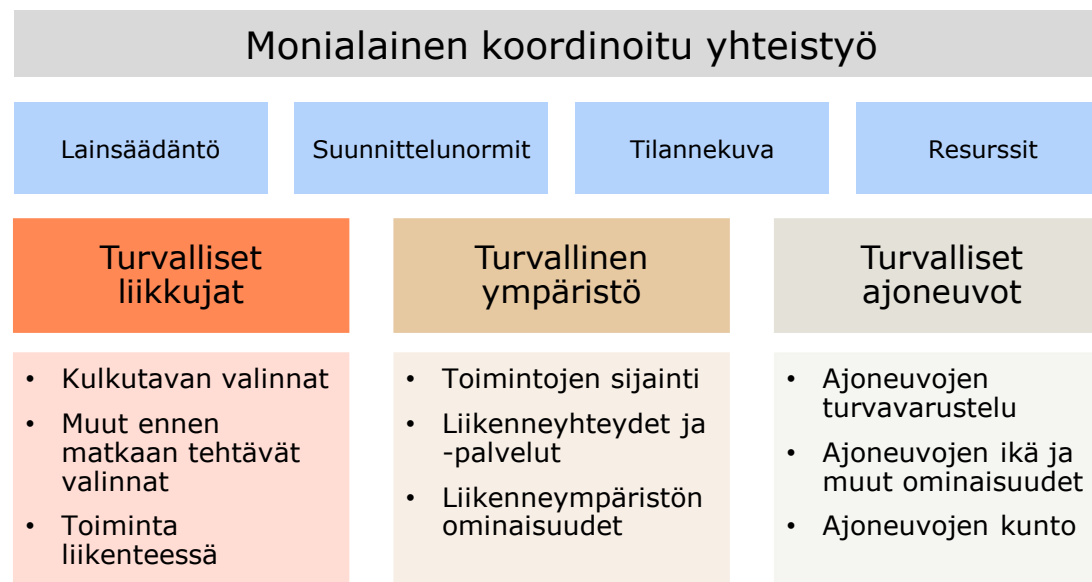 Monialainen koordinoitu yhteistyö
Lainsäädäntö
Suunnittelunormit
Tilannekuva
Resurssit
Turvalliset
liikkujat
Turvallinen
ympäristö
Turvalliset
ajoneuvot
• Kulkutavan valinnat
• Muut ennen
matkaan tehtävät
valinnat
• Toiminta
liikenteessä
• Toimintojen sijainti
• Liikenneyhteydet ja
-palvelut
• Liikenneympäristön
ominaisuudet
• Ajoneuvojen
turvavarustelu
• Ajoneuvojen ikä ja
muut ominaisuudet
• Ajoneuvojen kunto